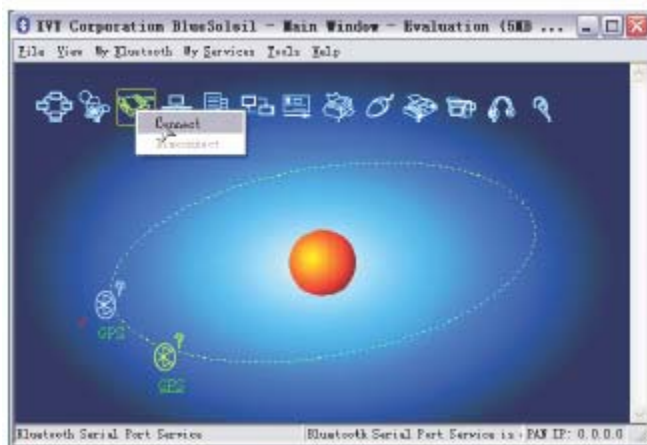 IVT Corporation BlueSoleil - Main Window - Evaluation (5MB ...
File View My Bluetooth My Services Tools Help
Connect
Disconnect
GPS
GPS
Bluetooth Serial Port Service Bluetooth Serial Port Service is PAN IP: 0.0.0.0